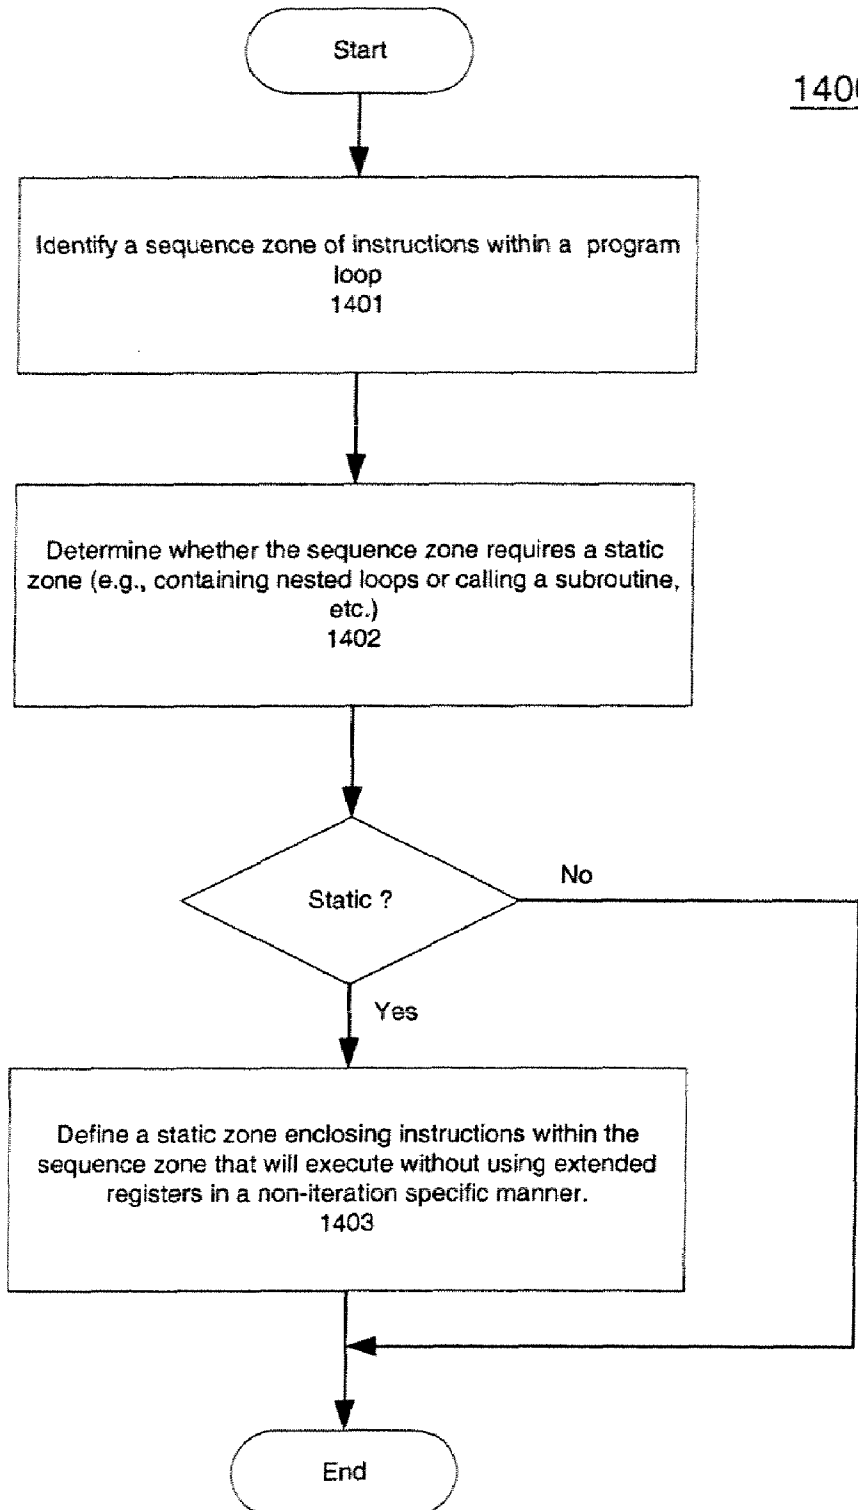 Start
1400
Identify a sequence zone of instructions within a program
loop
1401
Determine whether the sequence zone requires a static
zone (e.g., containing nested loops or calling a subroutine,
etc.)
1402
Static ?
No
Yes
Define a static zone enclosing instructions within the
sequence zone that will execute without using extended
registers in a non-iteration specific manner.
1403
End